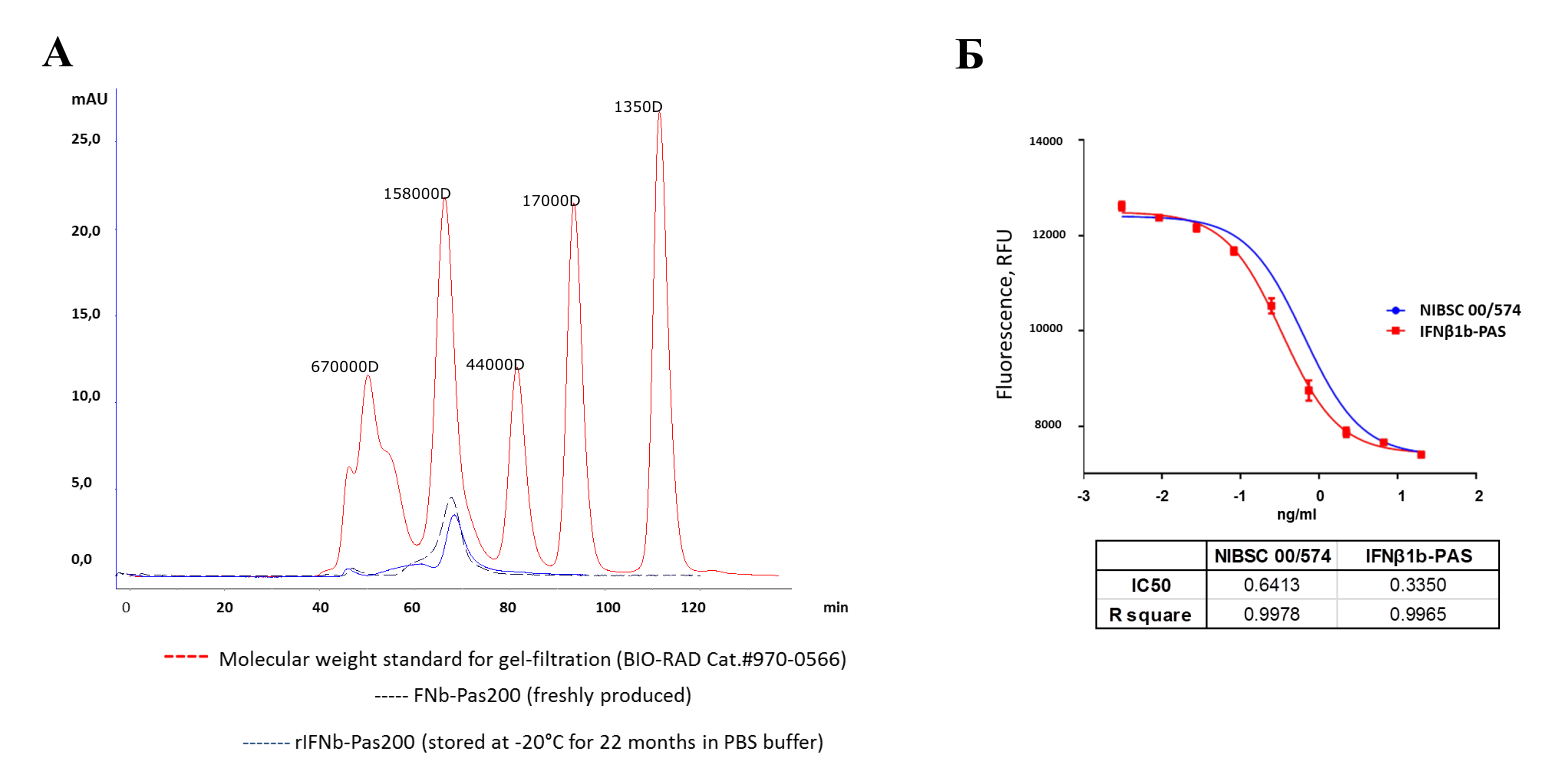 А
mAU
25,0
20,0
15,0
10,0
5,0
0,0
670000D
158000D
44000D
17000D
1350D
0 20 40 60 80 100 120 min
Molecular weight standard for gel-filtration (BIO-RAD Cat.#970-0566)
----- FNb-Pas200 (freshly produced)
------- rIFNb-Pas200 (stored at -20°C for 22 months in PBS buffer)
Б
Fluorescence, RFU
14000
12000
10000
8000
-3 -2 -1 0 1 2
ng/ml
NIBSC 00/574
IFNβ1b-PAS
NIBSC 00/574 IFNβ1b-PAS
IC50 0.6413 0.3350
R square 0.9978 0.9965